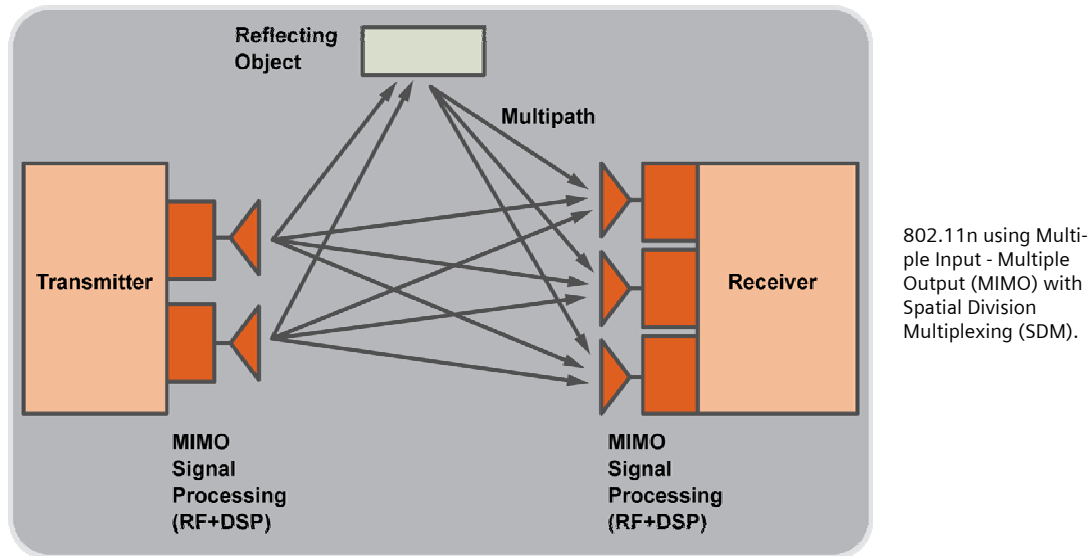 Reflecting
Object
Multipath
Transmitter
Receiver
MIMO
Signal
Processing
(RF+DSP)
MIMO
Signal
Processing
(RF+DSP)
802.11n using Multi-
ple Input - Multiple
Output (MIMO) with
Spatial Division
Multiplexing (SDM).